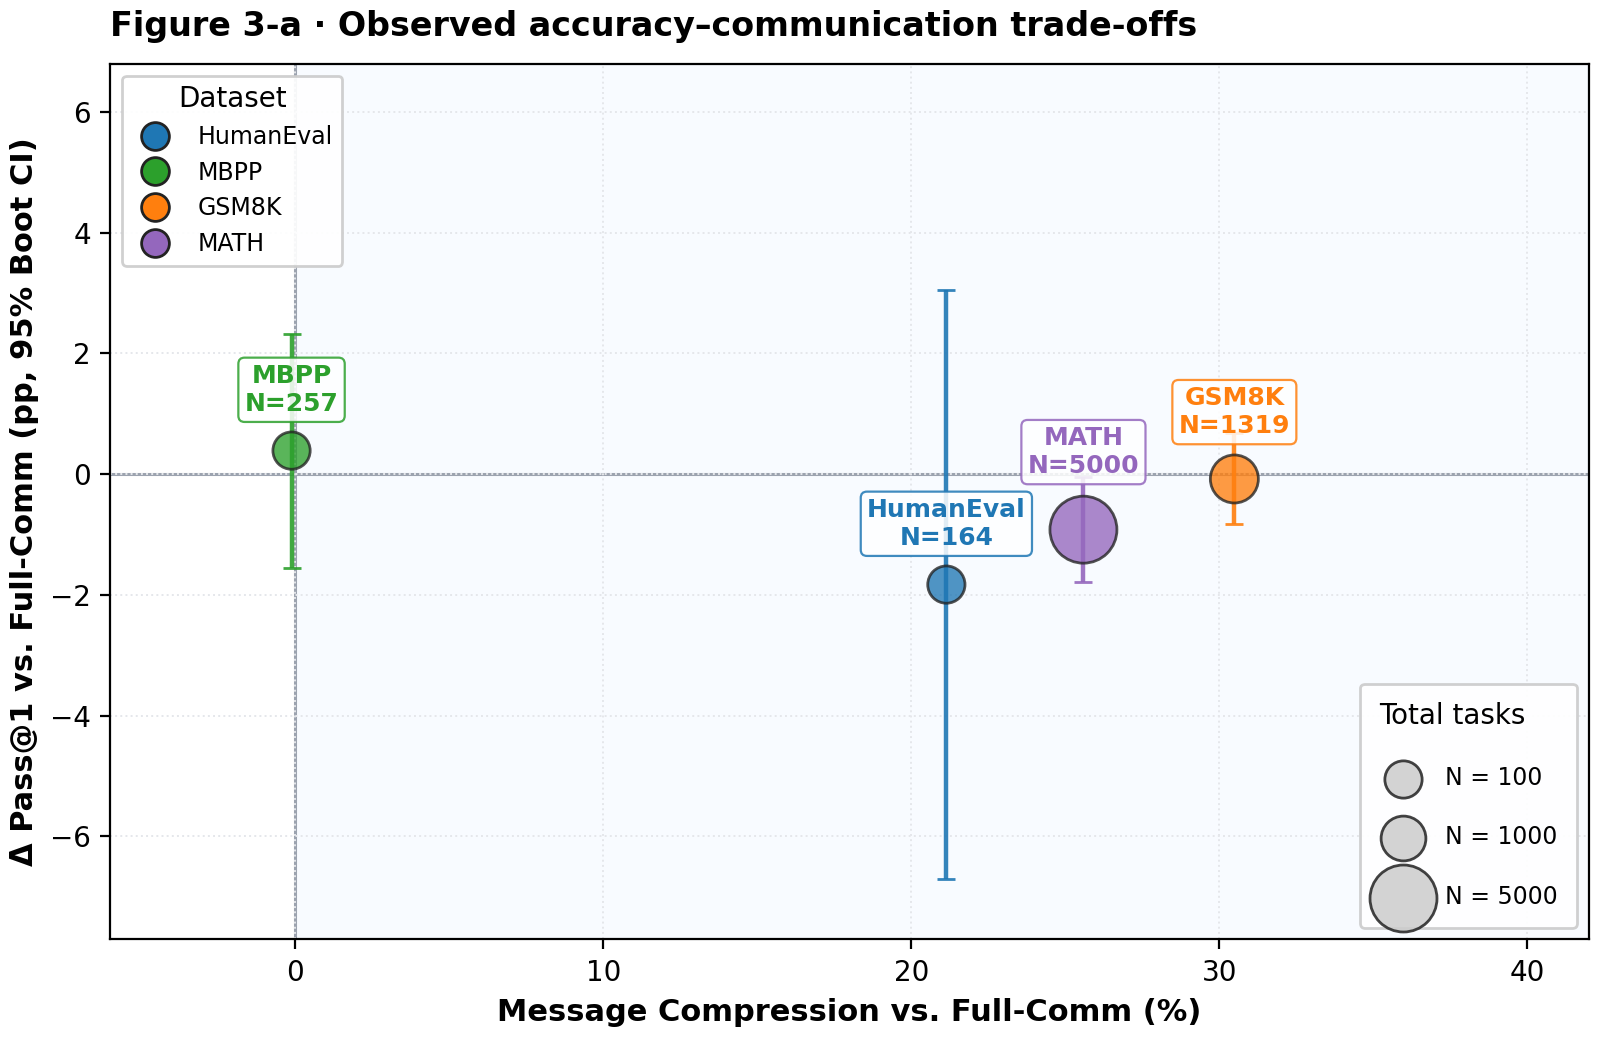 Figure 3-a · Observed accuracy–communication trade-offs
Δ Pass@1 vs. Full-Comm (pp, 95% Boot CI)
6
4
2
0
−2
−4
−6
Dataset
HumanEval
MBPP
GSM8K
MATH
MBPP
N=257
HumanEval
N=164
MATH
N=5000
GSM8K
N=1319
Total tasks
N = 100
N = 1000
N = 5000
0
10
20
30
40
Message Compression vs. Full-Comm (%)